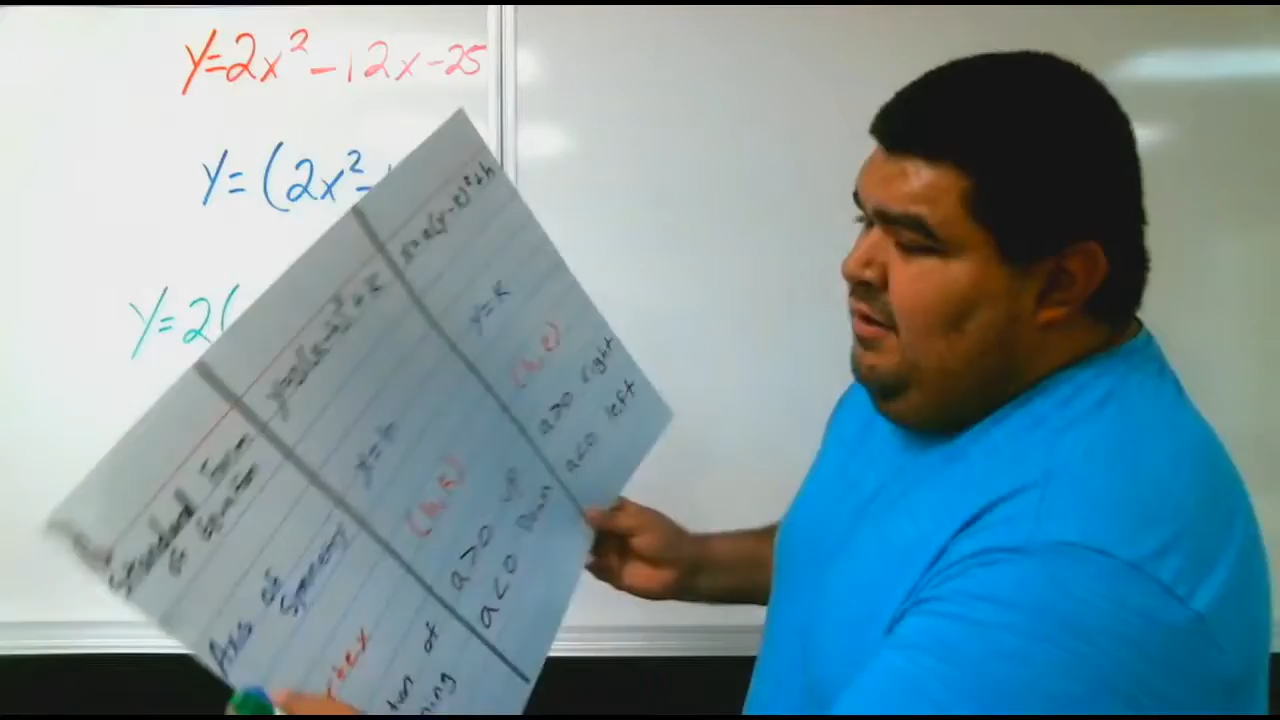 y=2x²-12x-25
y=(2x²-
y=2(
Standard Form of Equation
y=a(x-h)²+k
x=a(y-k)²+h
Axis of Symmetry
x=h
y=k
(h,k)
(h,k)
a>0 up
a<0 Down
a>0 right
a<0 left
of